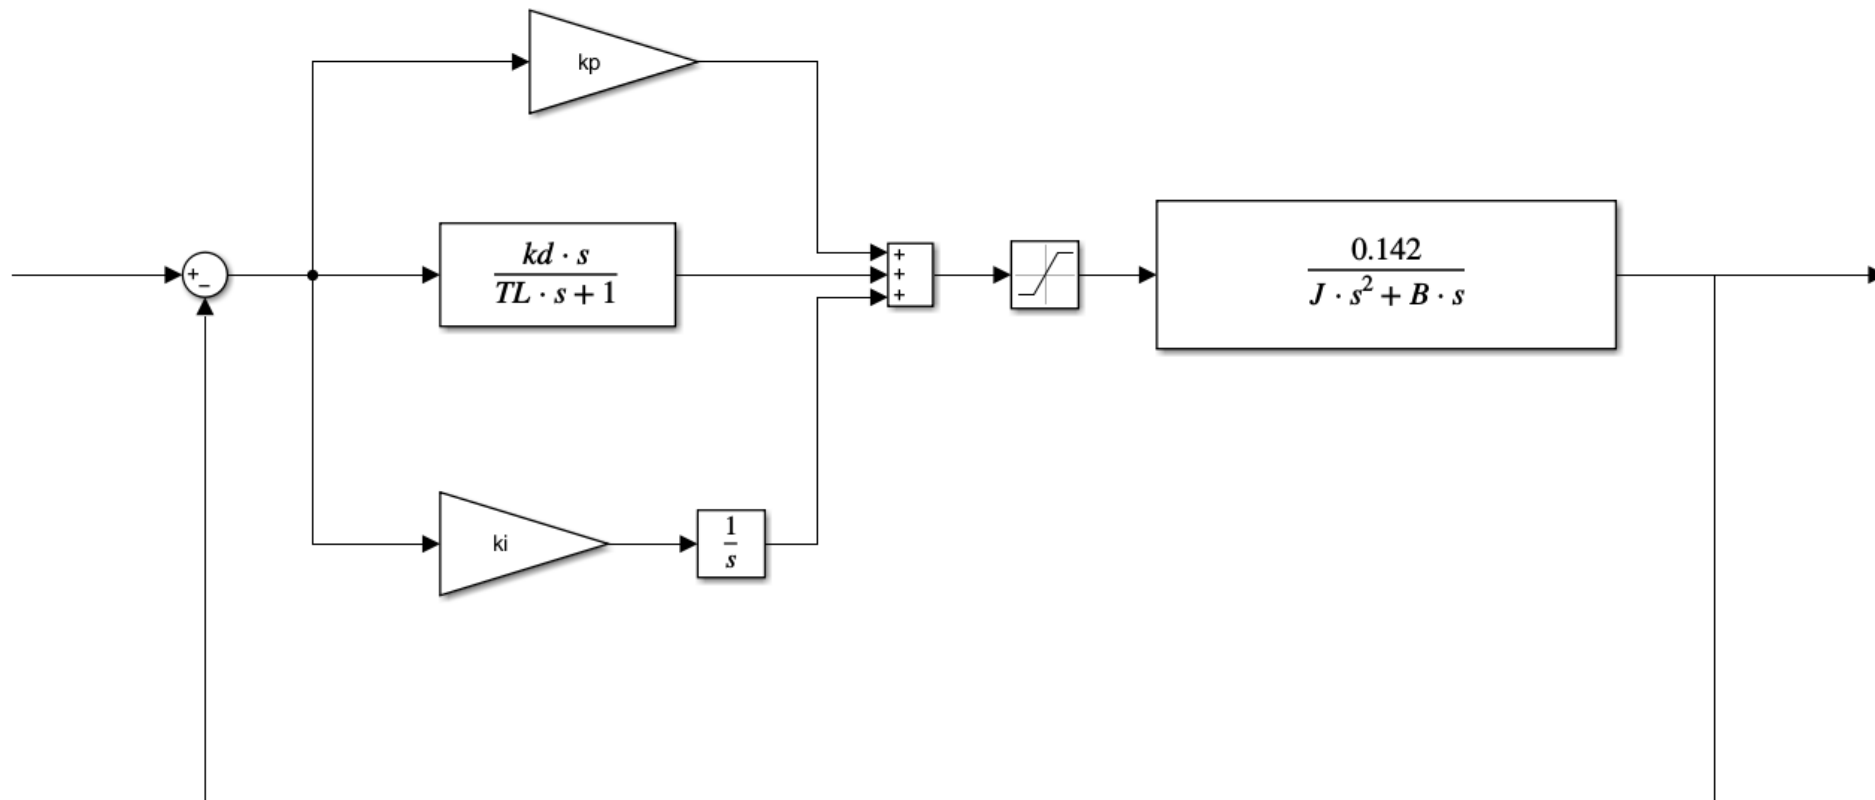 kp
+
−
kd · s
TL · s + 1
+
+
+
0.142
J · s² + B · s
ki
1
s